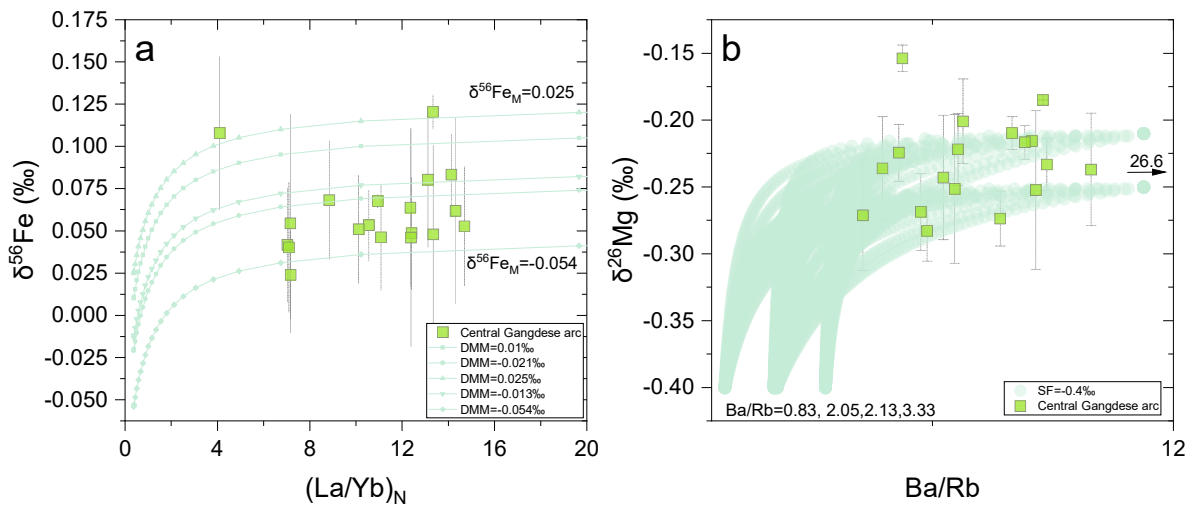 a
δ56FeM=0.025
δ56FeM=-0.054
0.175
0.150
0.125
0.100
0.075
0.050
0.025
0.000
-0.025
-0.050
δ56Fe (‰)
Central Gangdese arc
DMM=0.01‰
DMM=-0.021‰
DMM=0.025‰
DMM=-0.013‰
DMM=-0.054‰
0 4 8 12 16 20
(La/Yb)N
b
-0.15
-0.20
-0.25
-0.30
-0.35
-0.40
δ26Mg (‰)
26.6
Ba/Rb=0.83, 2.05,2.13,3.33
SF=-0.4‰
Central Gangdese arc
12
Ba/Rb